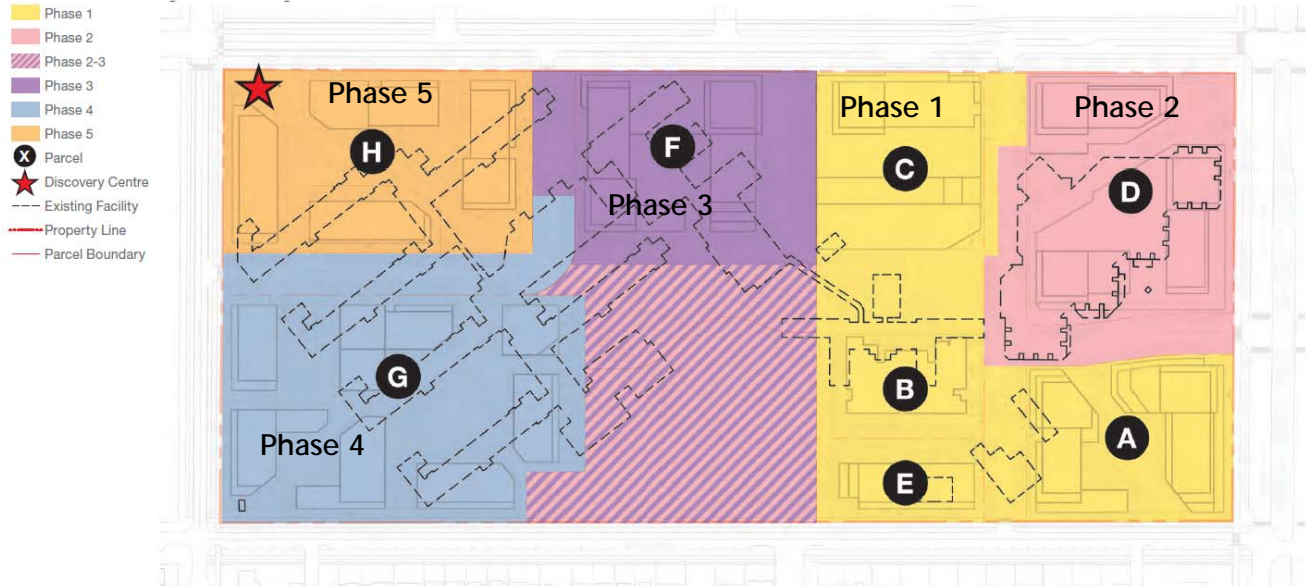 Phase 1
Phase 2
Phase 2-3
Phase 3
Phase 4
Phase 5
X Parcel
Discovery Centre
Existing Facility
Property Line
Parcel Boundary
Phase 5
Phase 1
Phase 2
H
F
C
D
Phase 3
G
B
A
Phase 4
E